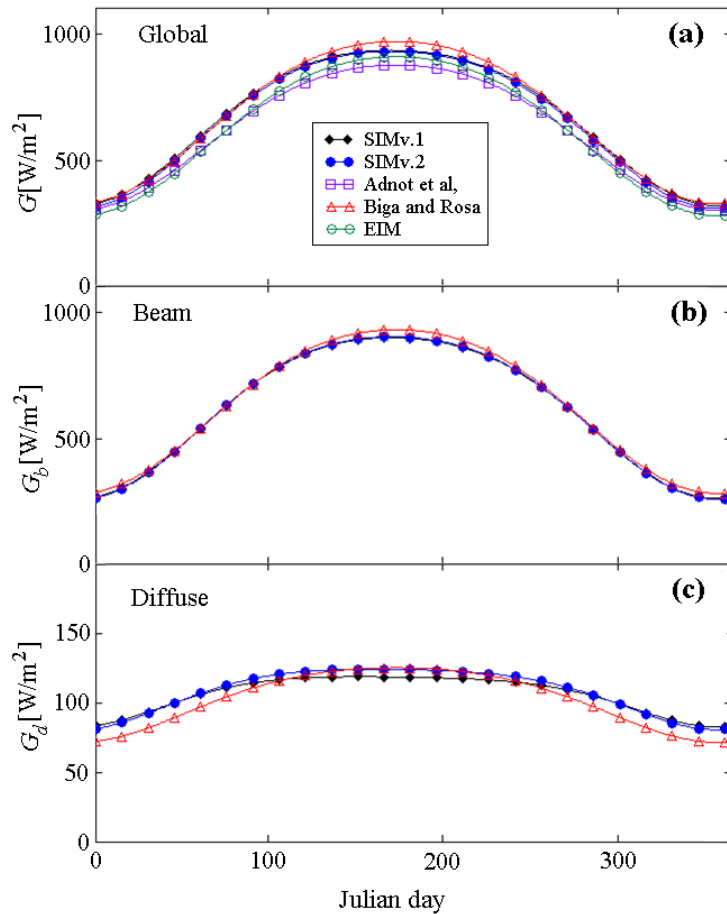 Global
(a)
1000
500
0
G[W/m²]
SIMv.1
SIMv.2
Adnot et al,
Biga and Rosa
EIM
Beam
(b)
1000
500
0
G_b[W/m²]
Diffuse
(c)
150
100
50
0
G_d[W/m²]
0 100 200 300
Julian day